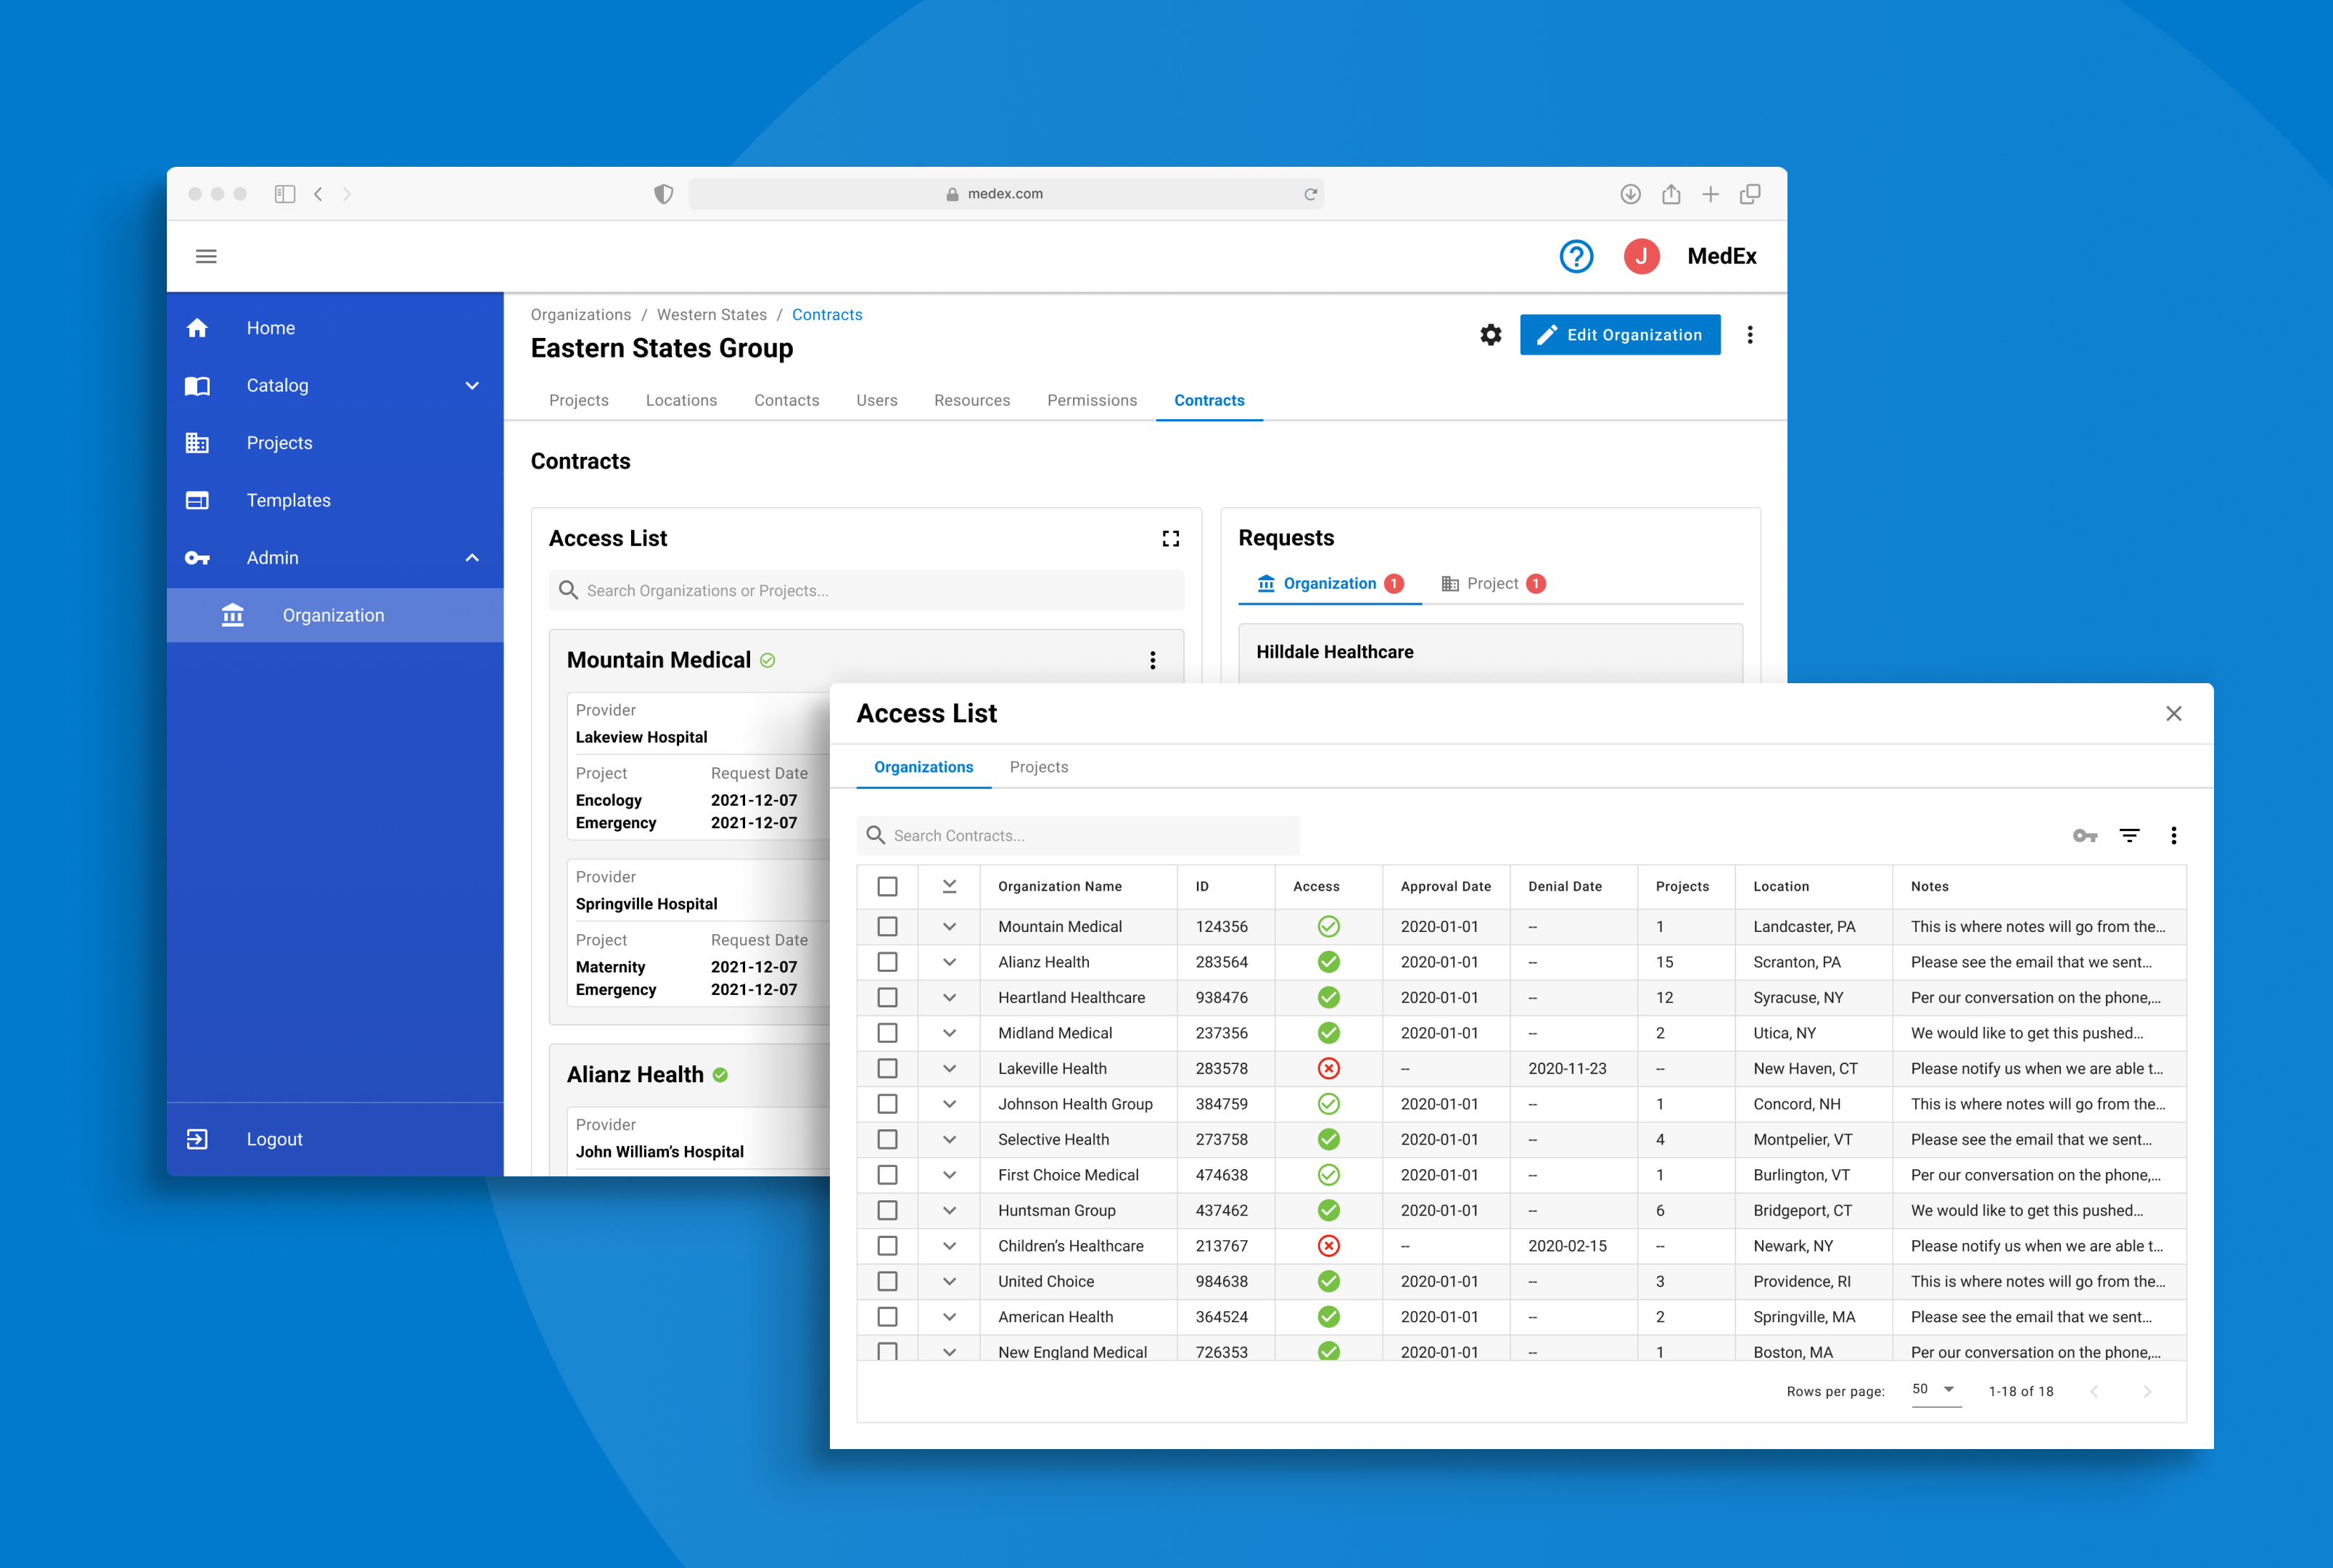 medex.com
? J MedEx
Home
Catalog
Projects
Templates
Admin
Organization
Logout
Organizations / Western States / Contracts
Eastern States Group
Edit Organization
Projects Locations Contacts Users Resources Permissions Contracts
Contracts
Access List
Search Organizations or Projects...
Mountain Medical
Provider
Lakeview Hospital
Project Request Date
Encology 2021-12-07
Emergency 2021-12-07
Provider
Springville Hospital
Project Request Date
Maternity 2021-12-07
Emergency 2021-12-07
Alianz Health
Provider
John William’s Hospital
Requests
Organization 1 Project 1
Hilldale Healthcare
Access List
Organizations Projects
Search Contracts...
Organization Name ID Access Approval Date Denial Date Projects Location Notes
Mountain Medical 124356 2020-01-01 -- 1 Landcaster, PA This is where notes will go from the...
Alianz Health 283564 2020-01-01 -- 15 Scranton, PA Please see the email that we sent...
Heartland Healthcare 938476 2020-01-01 -- 12 Syracuse, NY Per our conversation on the phone,...
Midland Medical 237356 2020-01-01 -- 2 Utica, NY We would like to get this pushed...
Lakeville Health 283578 -- 2020-11-23 -- New Haven, CT Please notify us when we are able t...
Johnson Health Group 384759 2020-01-01 -- 1 Concord, NH This is where notes will go from the...
Selective Health 273758 2020-01-01 -- 4 Montpelier, VT Please see the email that we sent...
First Choice Medical 474638 2020-01-01 -- 1 Burlington, VT Per our conversation on the phone,...
Huntsman Group 437462 2020-01-01 -- 6 Bridgeport, CT We would like to get this pushed...
Children’s Healthcare 213767 -- 2020-02-15 -- Newark, NY Please notify us when we are able t...
United Choice 984638 2020-01-01 -- 3 Providence, RI This is where notes will go from the...
American Health 364524 2020-01-01 -- 2 Springville, MA Please see the email that we sent...
New England Medical 726353 2020-01-01 -- 1 Boston, MA Per our conversation on the phone,...
Rows per page: 50 1-18 of 18